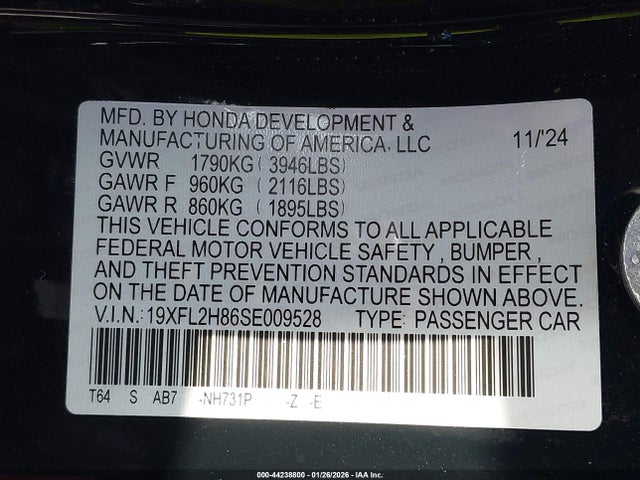 MFD. BY HONDA DEVELOPMENT &
MANUFACTURING OF AMERICA, LLC 11/'24
GVWR 1790KG ( 3946LBS )
GAWR F 960KG ( 2116LBS )
GAWR R 860KG ( 1895LBS )
THIS VEHICLE CONFORMS TO ALL APPLICABLE
FEDERAL MOTOR VEHICLE SAFETY , BUMPER ,
AND THEFT PREVENTION STANDARDS IN EFFECT
ON THE DATE OF MANUFACTURE SHOWN ABOVE.
V.I.N.: 19XFL2H86SE009528 TYPE: PASSENGER CAR
T64 S AB7 -NH731P -Z -E
000-44238800 | 01/26/2026 | IAA Inc.